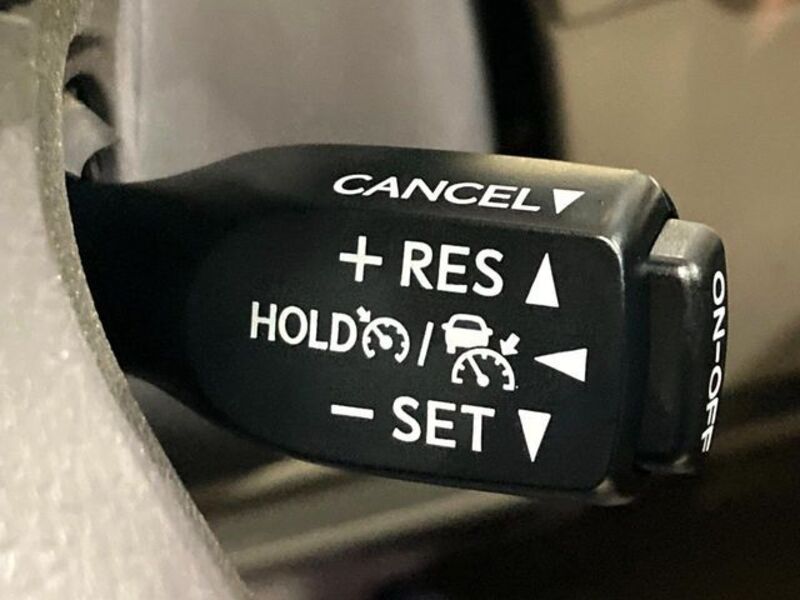 CANCEL▼
+ RES ▲
HOLD / ◀
− SET ▼
ON-OFF